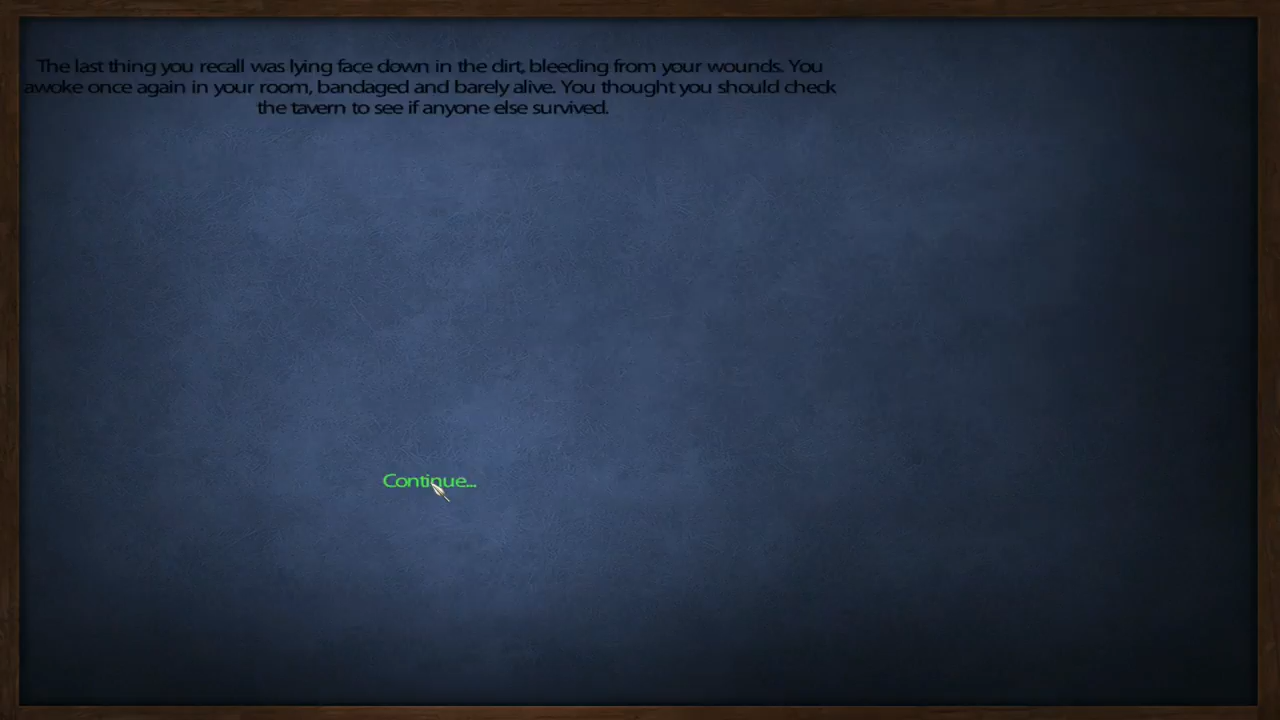 The last thing you recall was lying face down in the dirt, bleeding from your wounds. You
awoke once again in your room, bandaged and barely alive. You thought you should check
the tavern to see if anyone else survived.
Continue...